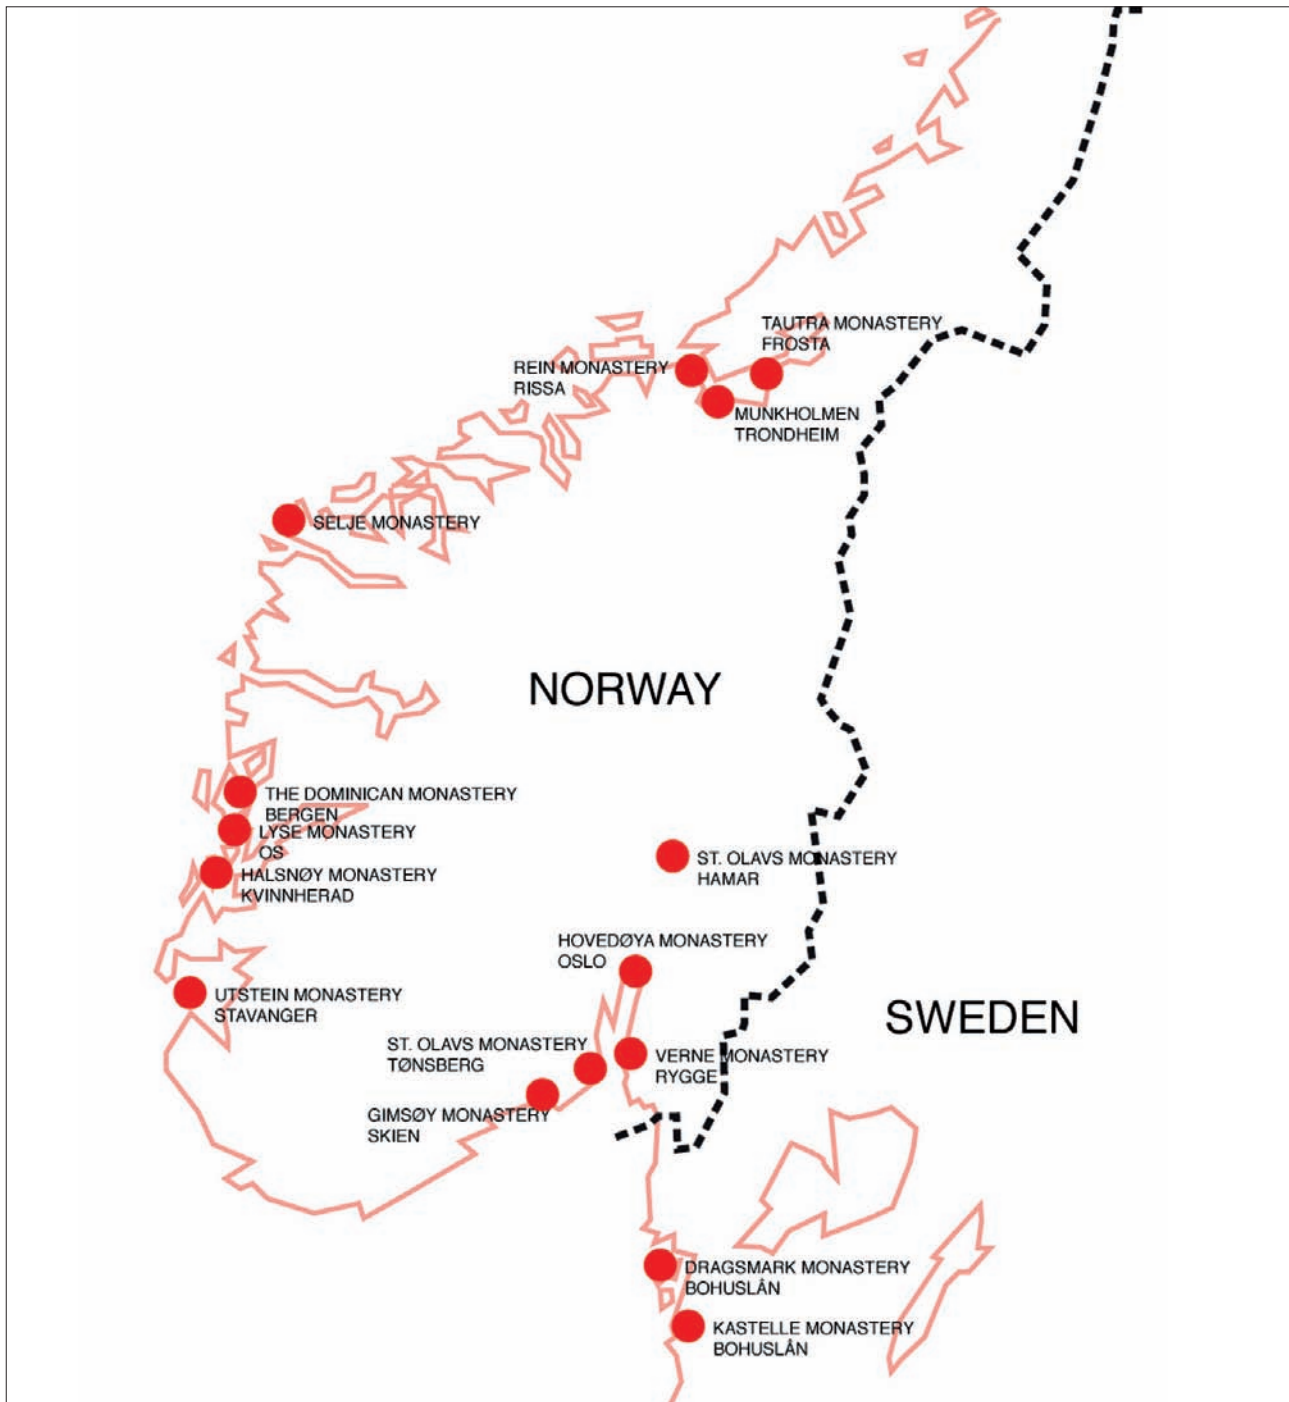 TAUTRA MONASTERY
FROSTA
REIN MONASTERY
RISSA
MUNKHOLMEN
TRONDHEIM
SELJE MONASTERY
NORWAY
THE DOMINICAN MONASTERY
BERGEN
LYSE MONASTERY
OS
HALSNØY MONASTERY
KVINNHERAD
ST. OLAVS MONASTERY
HAMAR
HOVEDØYA MONASTERY
OSLO
UTSTEIN MONASTERY
STAVANGER
SWEDEN
ST. OLAVS MONASTERY
TØNSBERG
VERNE MONASTERY
RYGGE
GIMSØY MONASTERY
SKIEN
DRAGSMARK MONASTERY
BOHUSLÅN
KASTELLE MONASTERY
BOHUSLÅN